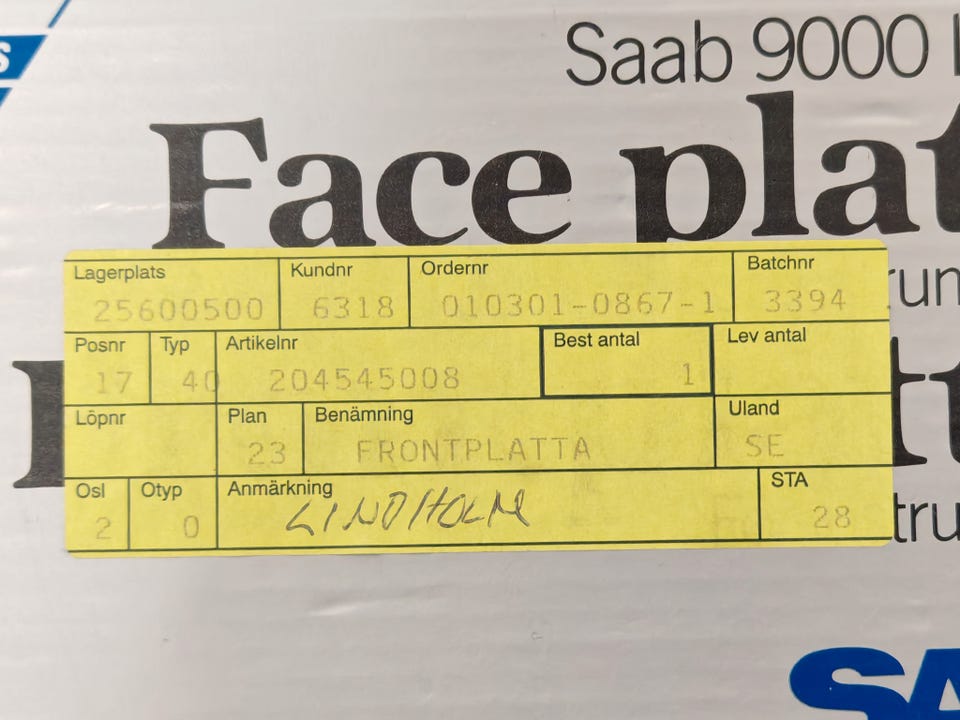 S
Saab 9000
Face plat
Lagerplats Kundnr Ordernr Batchnr
25600500 6318 010301-0867-1 3394
Posnr Typ Artikelnr Best antal Lev antal
17 40 204545008 1
Löpnr Plan Benämning Uland
23 FRONTPLATTA SE
Osl Otyp Anmärkning STA
2 0 LINDHOLM 28
SA